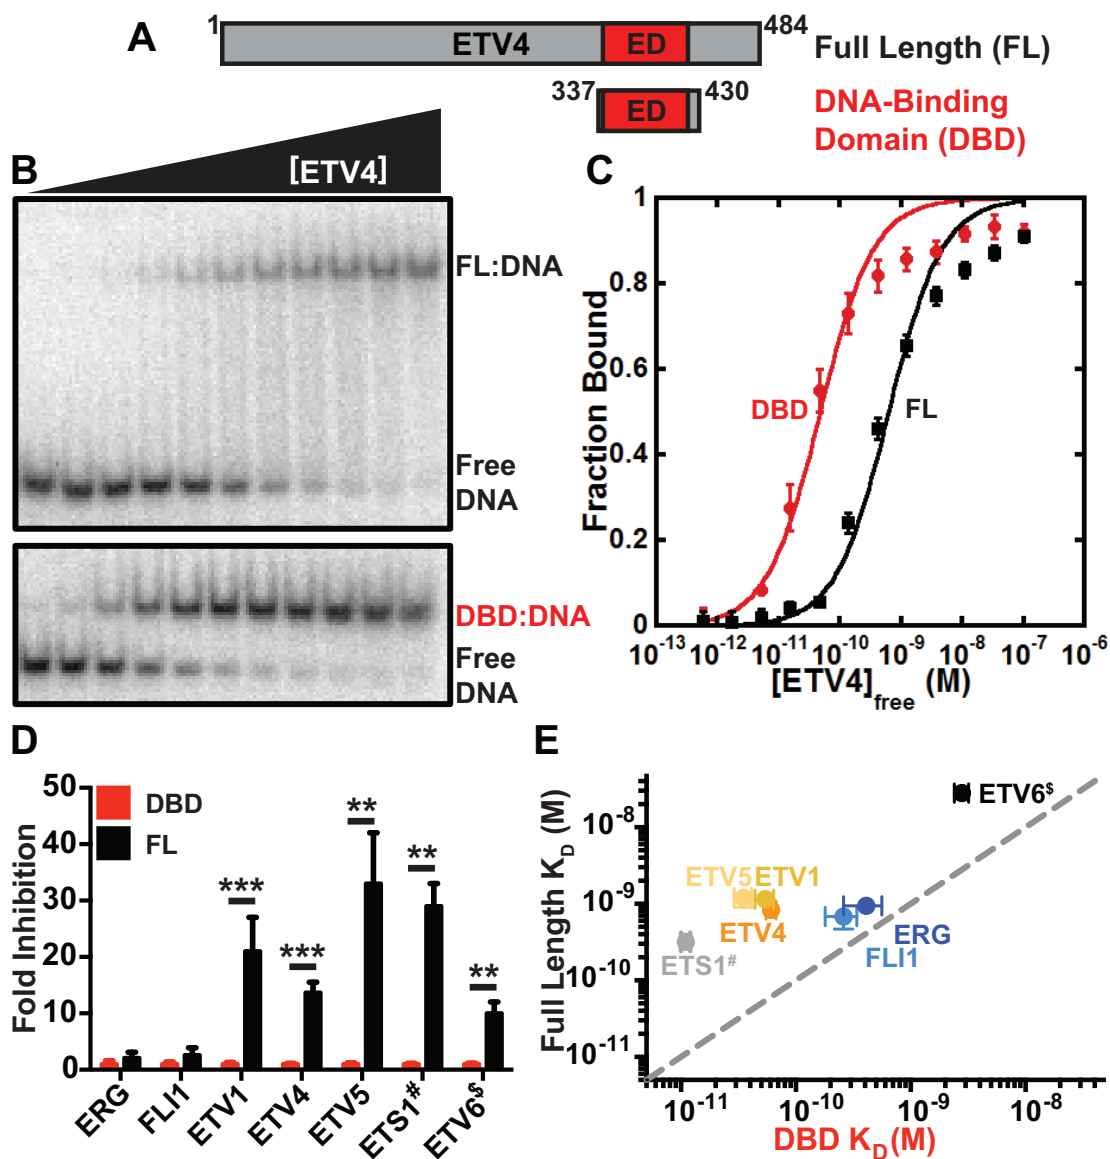 A
1
ETV4
ED
484
Full Length (FL)
337
ED
430
DNA-Binding
Domain (DBD)
B
[ETV4]
FL:DNA
Free
DNA
DBD:DNA
Free
DNA
C
Fraction Bound
1
0.8
0.6
0.4
0.2
0
DBD
FL
10⁻¹³
10⁻¹²
10⁻¹¹
10⁻¹⁰
10⁻⁹
10⁻⁸
10⁻⁷
10⁻⁶
[ETV4]free (M)
D
Fold Inhibition
50
40
30
20
10
0
DBD
FL
***
***
**
**
**
ERG
FLI1
ETV1
ETV4
ETV5
ETS1#
ETV6$
E
Full Length KD (M)
10⁻⁸
10⁻⁹
10⁻¹⁰
10⁻¹¹
ETV6$
ETV5
ETV1
ETV4
ERG
FLI1
ETS1#
10⁻¹¹
10⁻¹⁰
10⁻⁹
10⁻⁸
DBD KD(M)